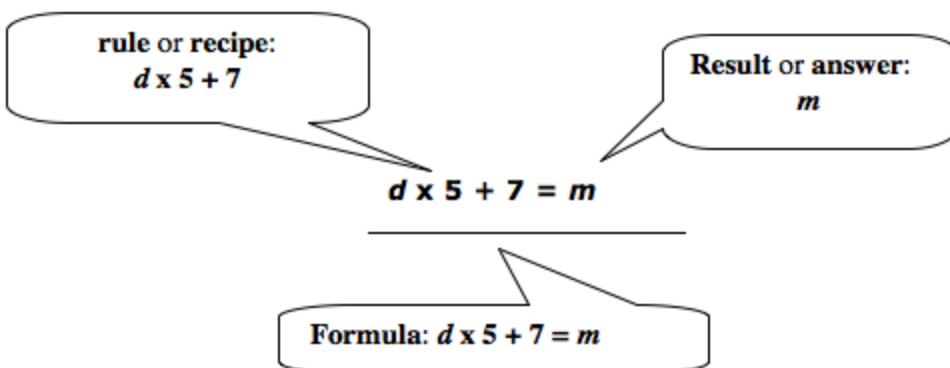 rule or recipe:
d x 5 + 7
Result or answer:
m
d x 5 + 7 = m
Formula: d x 5 + 7 = m